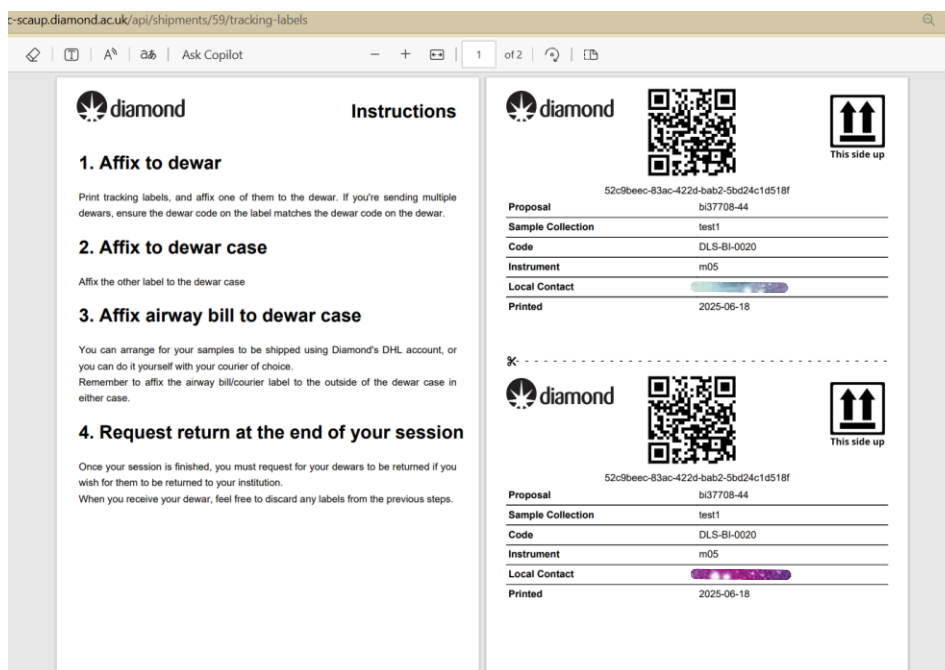 c-scaup.diamond.ac.uk/api/shipments/59/tracking-labels
Ask Copilot
1
of 2
diamond
Instructions
1. Affix to dewar
Print tracking labels, and affix one of them to the dewar. If you're sending multiple
dewars, ensure the dewar code on the label matches the dewar code on the dewar.
2. Affix to dewar case
Affix the other label to the dewar case
3. Affix airway bill to dewar case
You can arrange for your samples to be shipped using Diamond's DHL account, or
you can do it yourself with your courier of choice.
Remember to affix the airway bill/courier label to the outside of the dewar case in
either case.
4. Request return at the end of your session
Once your session is finished, you must request for your dewars to be returned if you
wish for them to be returned to your institution.
When you receive your dewar, feel free to discard any labels from the previous steps.
diamond
This side up
52c9beec-83ac-422d-bab2-5bd24c1d518f
Proposal bi37708-44
Sample Collection test1
Code DLS-BI-0020
Instrument m05
Local Contact
Printed 2025-06-18
diamond
This side up
52c9beec-83ac-422d-bab2-5bd24c1d518f
Proposal bi37708-44
Sample Collection test1
Code DLS-BI-0020
Instrument m05
Local Contact
Printed 2025-06-18